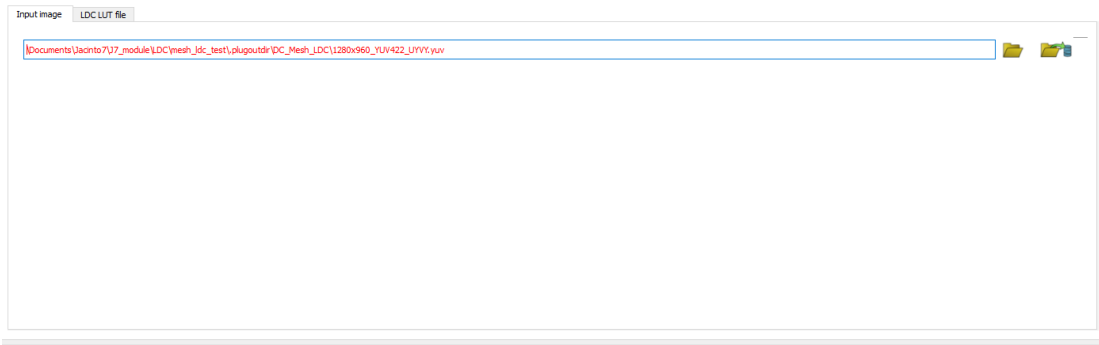 Input image
LDC LUT file
\Documents\Jacinto7\J7_module\LDC\mesh_ldc_test\.plugoutdir\DC_Mesh_LDC\1280x960_YUV422_UYVY.yuv